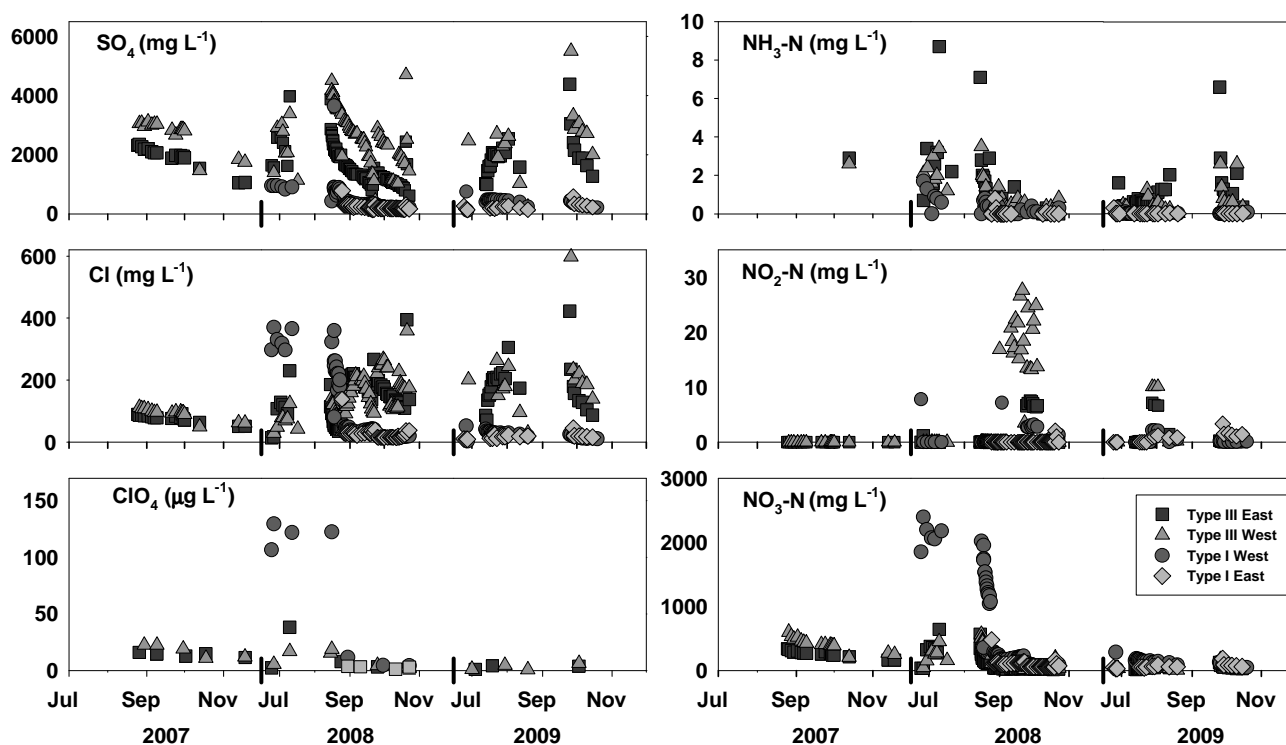 SO4 (mg L-1)
6000
4000
2000
0
Cl (mg L-1)
600
400
200
0
ClO4 (µg L-1)
150
100
50
0
Jul Sep Nov Jul Sep Nov Jul Sep Nov
2007 2008 2009
NH3-N (mg L-1)
10
8
6
4
2
0
NO2-N (mg L-1)
30
20
10
0
NO3-N (mg L-1)
3000
2000
1000
0
Type III East
Type III West
Type I West
Type I East
Jul Sep Nov Jul Sep Nov Jul Sep Nov
2007 2008 2009